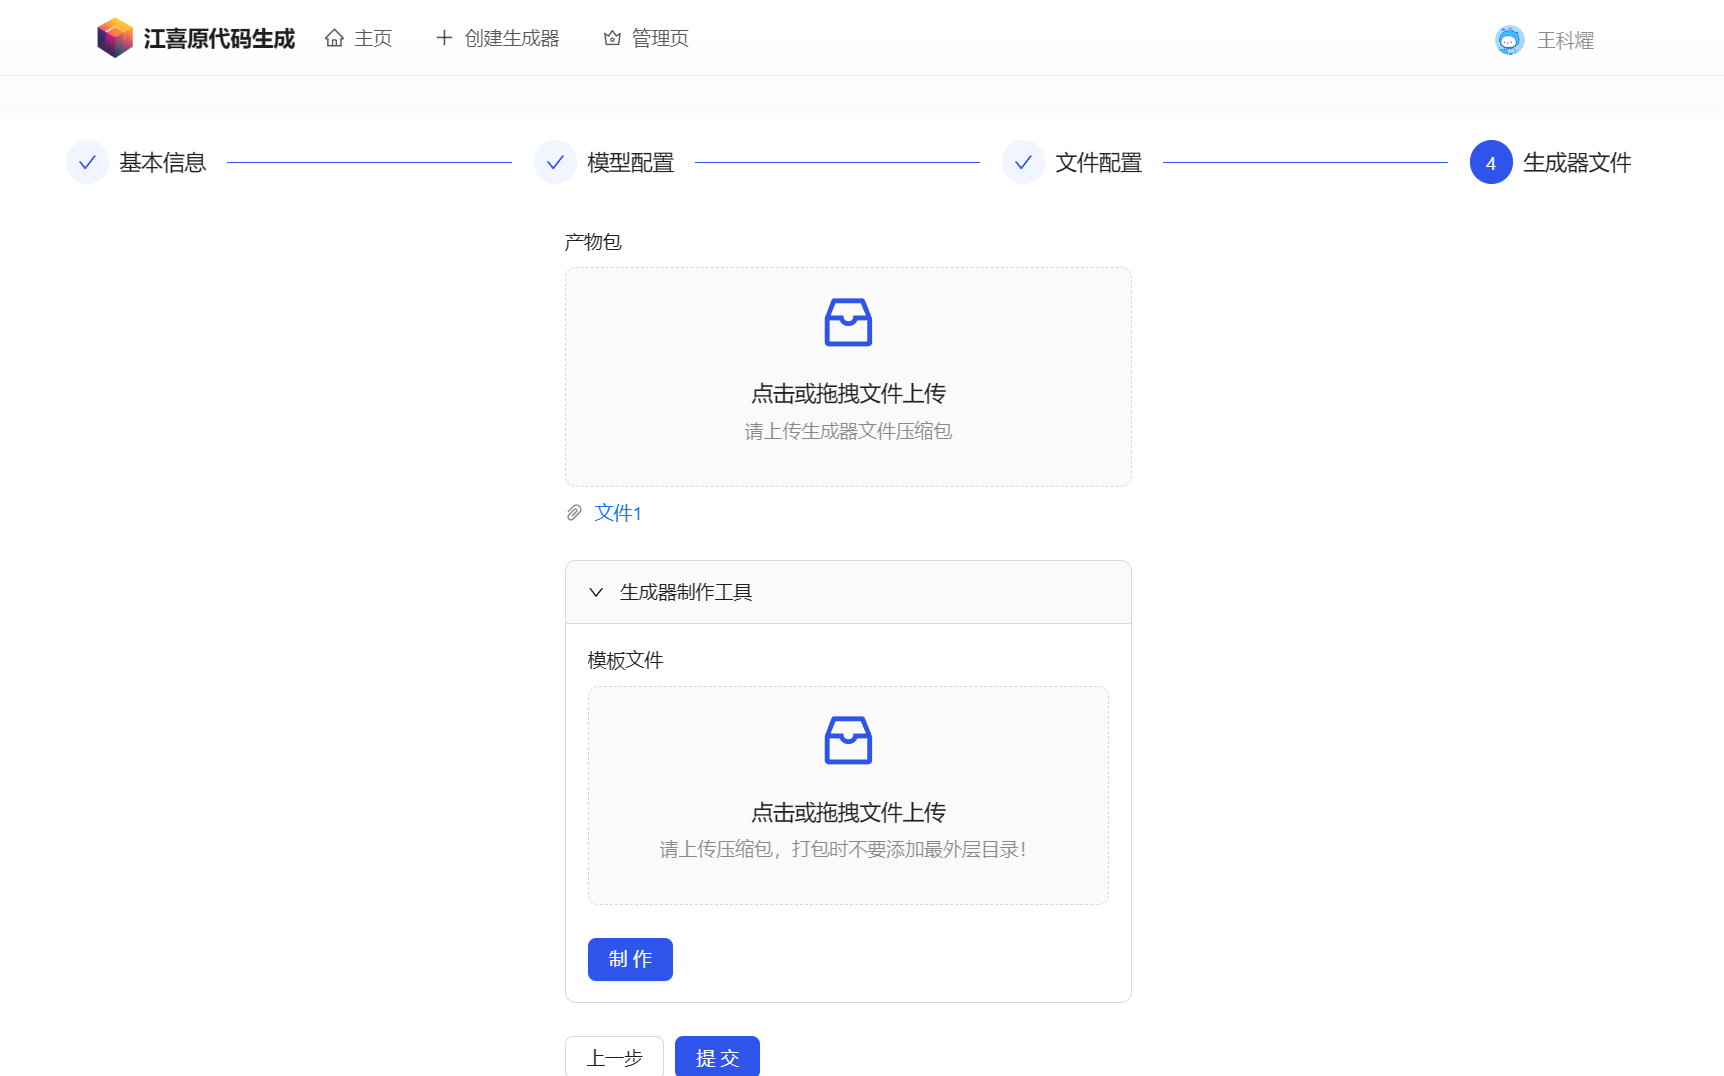 江喜原代码生成
主页
创建生成器
管理页
王科燿
基本信息
模型配置
文件配置
4 生成器文件
产物包
点击或拖拽文件上传
请上传生成器文件压缩包
文件1
生成器制作工具
模板文件
点击或拖拽文件上传
请上传压缩包，打包时不要添加最外层目录！
制 作
上一步
提 交